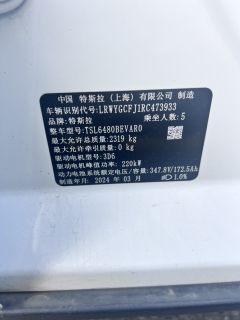 中国 特斯拉 (上海) 有限公司 制造
车辆识别代号: LRWYGCFJ1RC473933
品牌: 特斯拉 乘坐人数: 5
整车型号: TSL6480BEVAR0
最大允许总质量: 2319 kg
最大允许牵引质量: 0 kg
驱动电机型号: 3D6
驱动电机峰值功率: 220kW
动力电池系统额定电压/容量: 347.8V/172.5Ah
制造年月: 2024 年 03 月 1.0%